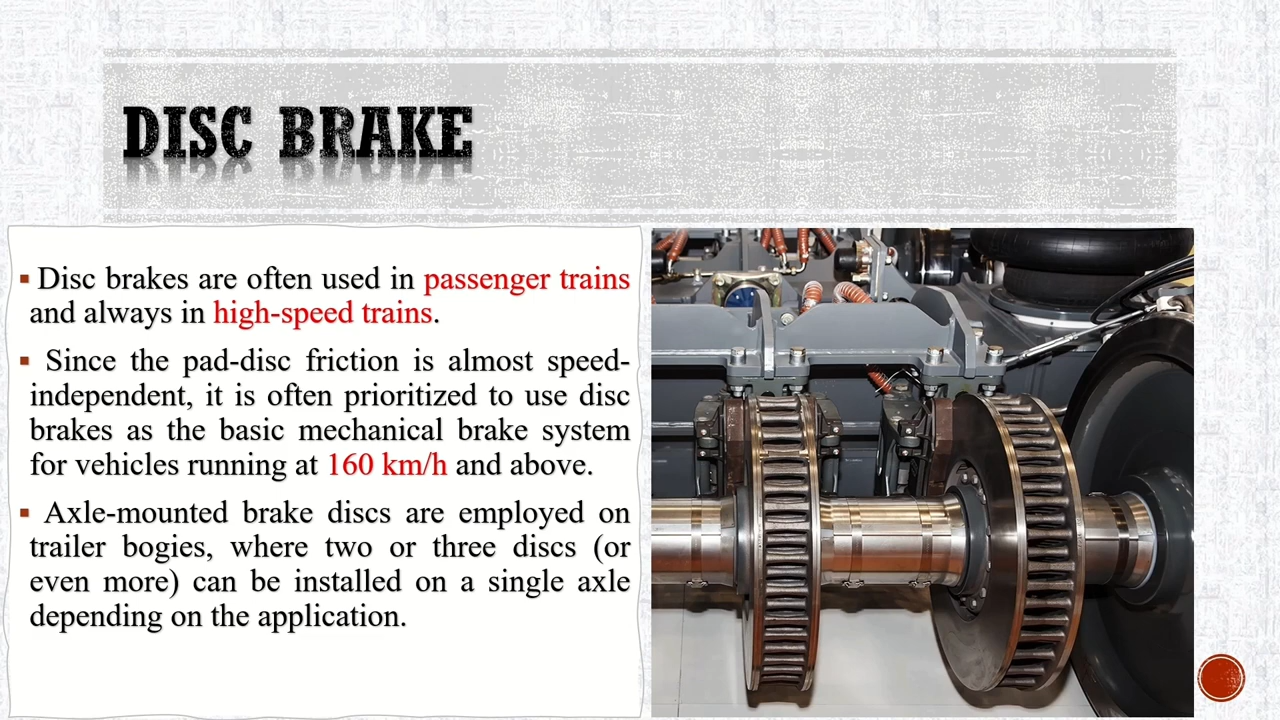 DISC BRAKE
▪ Disc brakes are often used in passenger trains
and always in high-speed trains.
▪ Since the pad-disc friction is almost speed-
independent, it is often prioritized to use disc
brakes as the basic mechanical brake system
for vehicles running at 160 km/h and above.
▪ Axle-mounted brake discs are employed on
trailer bogies, where two or three discs (or
even more) can be installed on a single axle
depending on the application.